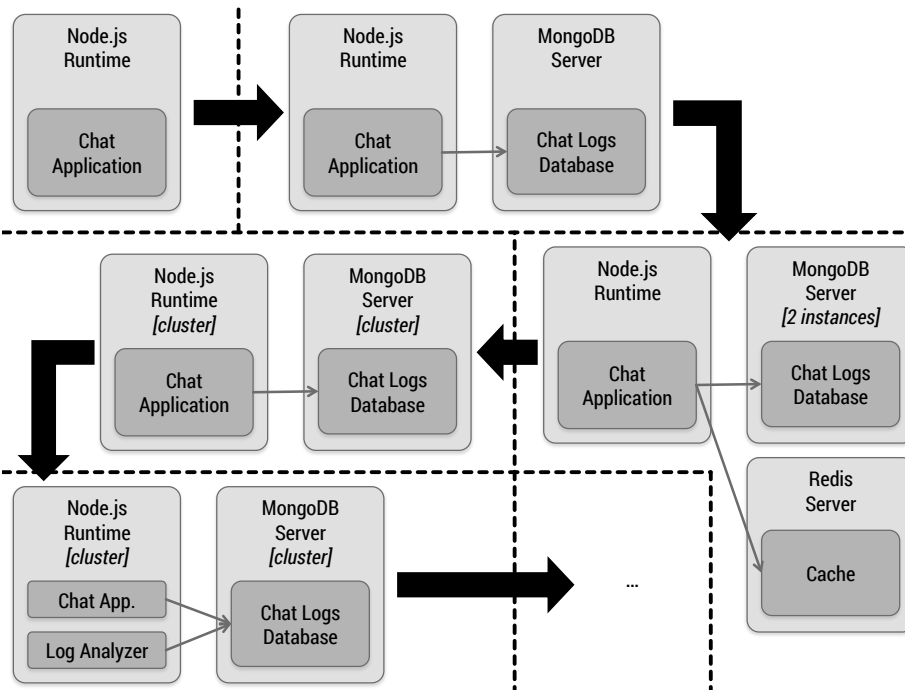 Node.js
Runtime
Chat
Application
Node.js
Runtime
Chat
Application
MongoDB
Server
Chat Logs
Database
Node.js
Runtime
Chat
Application
MongoDB
Server
[2 instances]
Chat Logs
Database
Redis
Server
Cache
Node.js
Runtime
[cluster]
Chat
Application
MongoDB
Server
[cluster]
Chat Logs
Database
Node.js
Runtime
[cluster]
Chat App.
Log Analyzer
MongoDB
Server
[cluster]
Chat Logs
Database
...